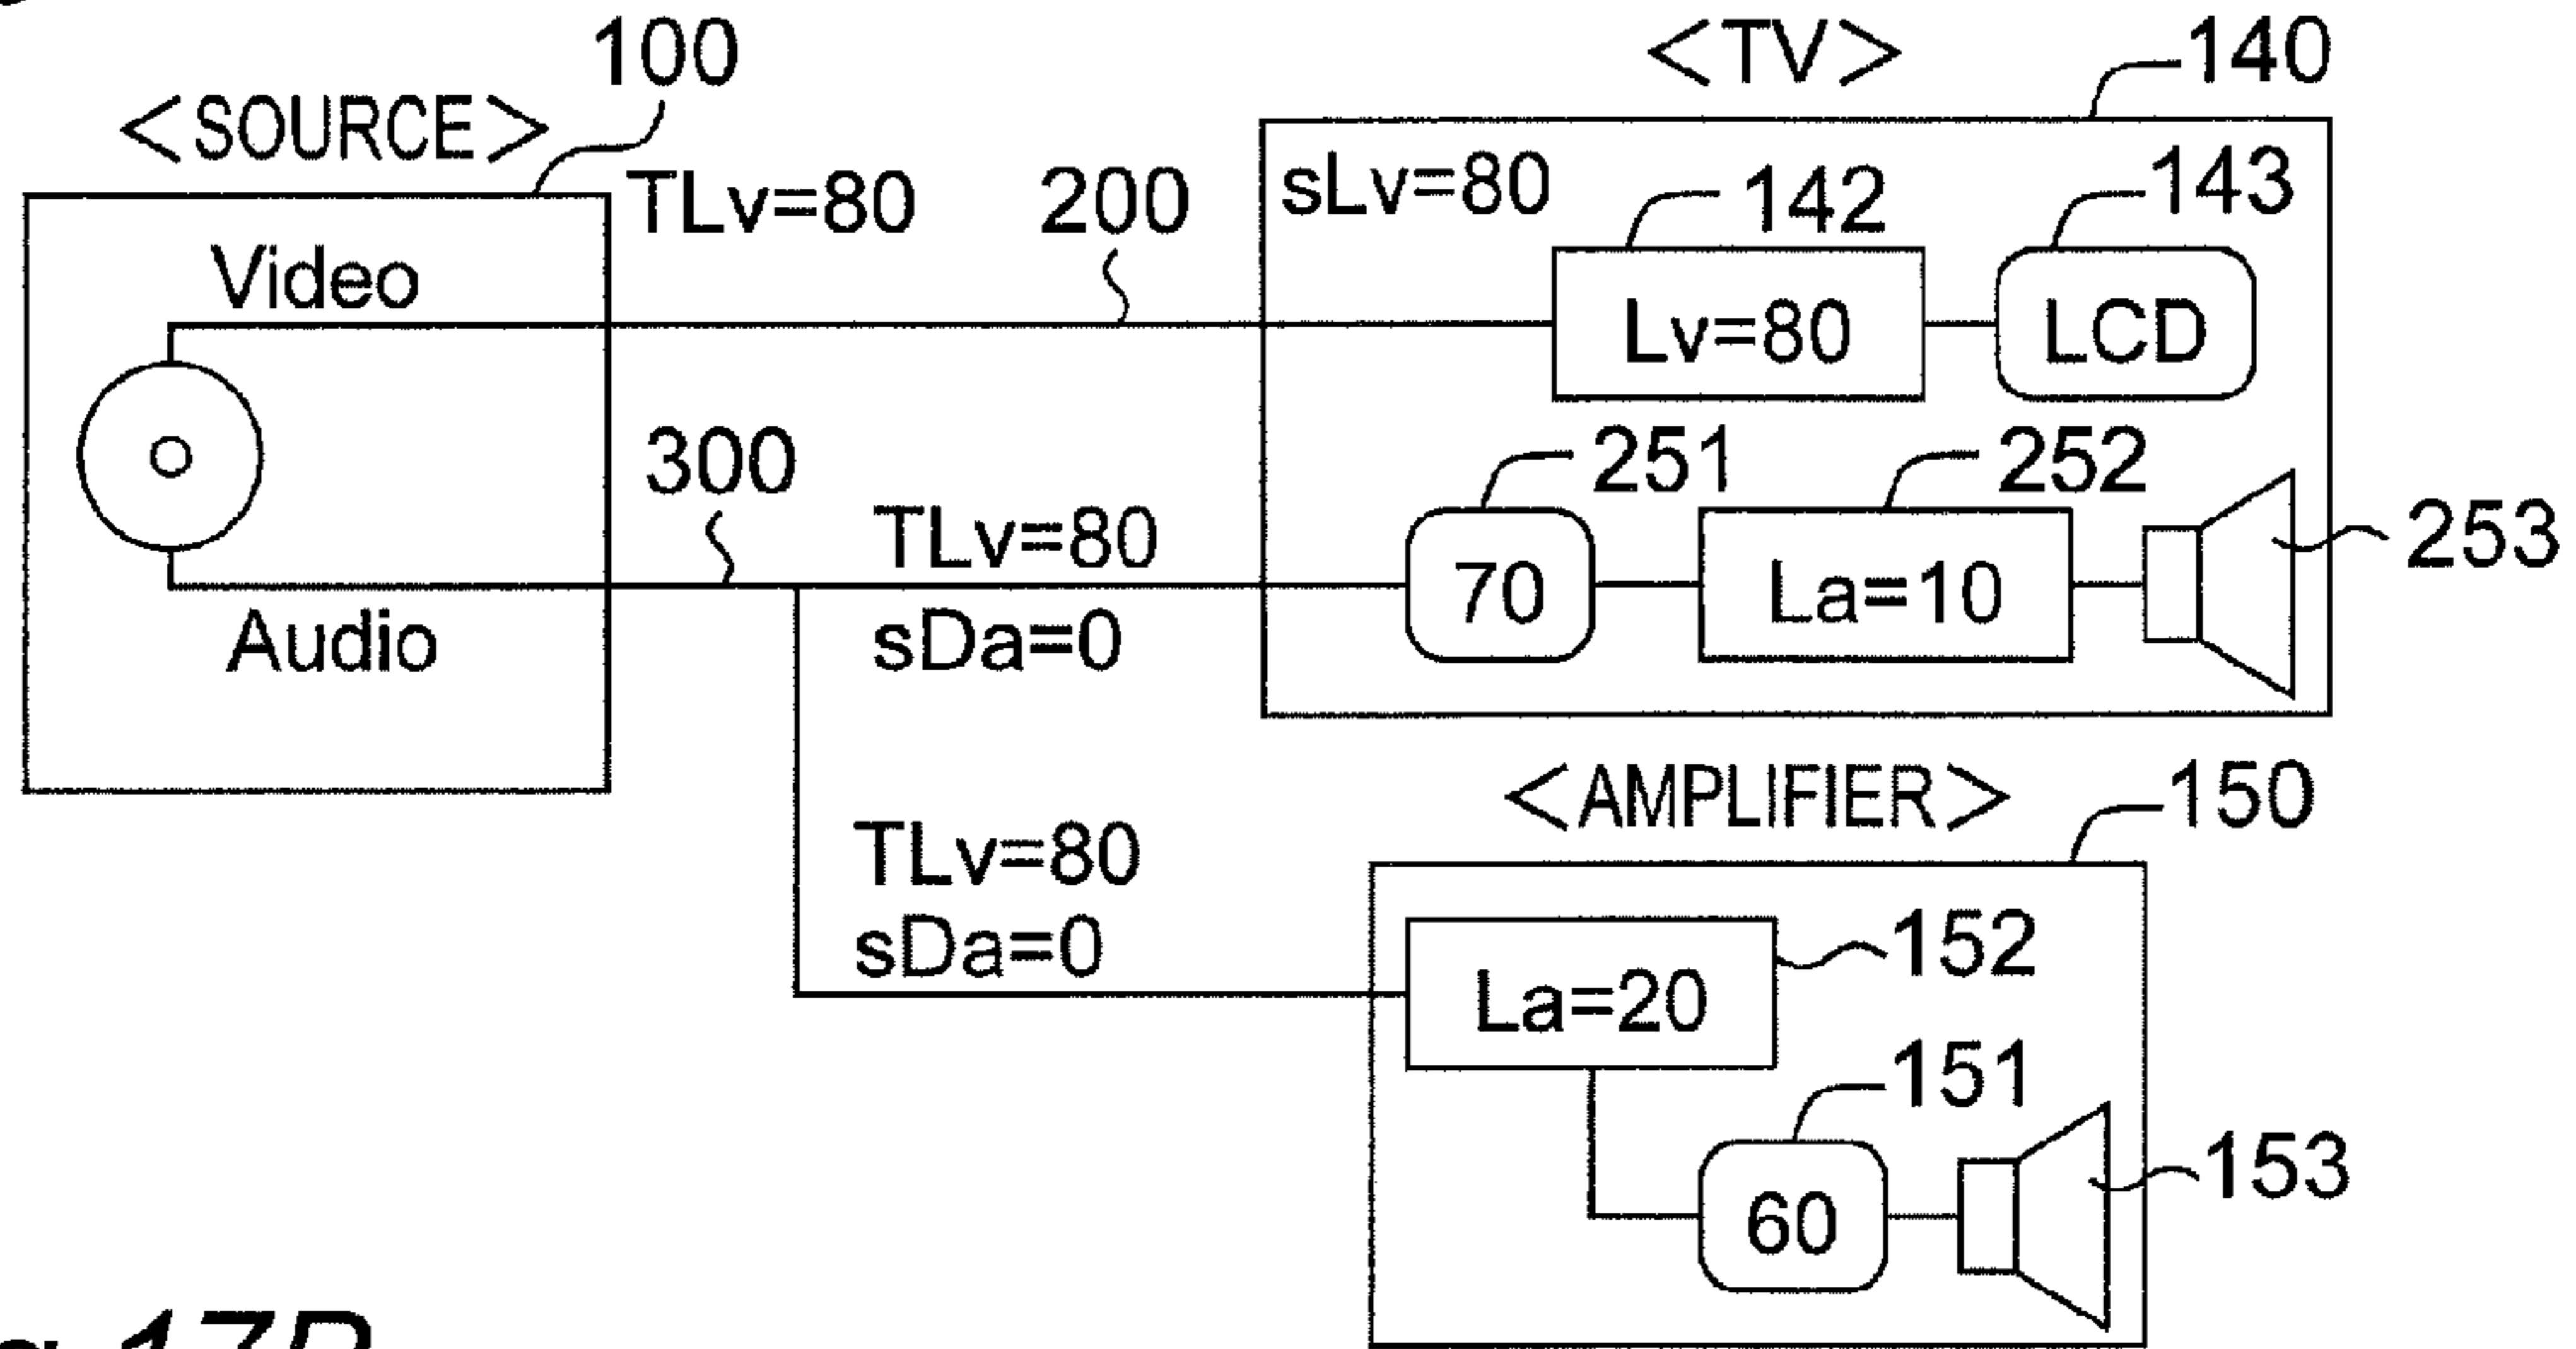 <SOURCE>
100
TLv=80
200
Video
Audio
300
TLv=80
sDa=0
<TV>
140
sLv=80
142
143
Lv=80
LCD
251
252
253
70
La=10
<AMPLIFIER>
150
TLv=80
sDa=0
152
La=20
151
60
153
17B